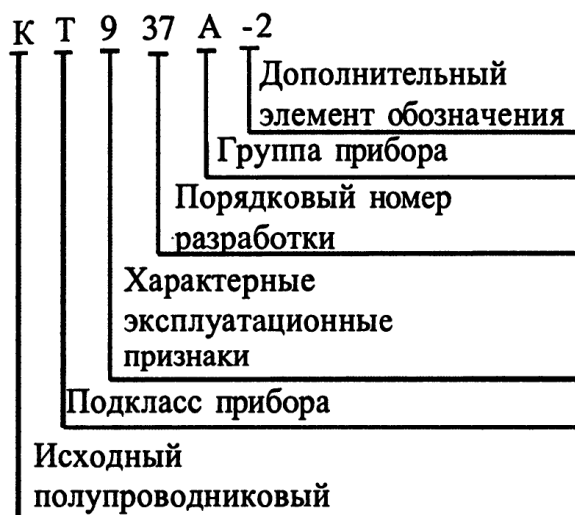 К Т 9 37 А -2
Дополнительный
элемент обозначения
Группа прибора
Порядковый номер
разработки
Характерные
эксплуатационные
признаки
Подкласс прибора
Исходный
полупроводниковый